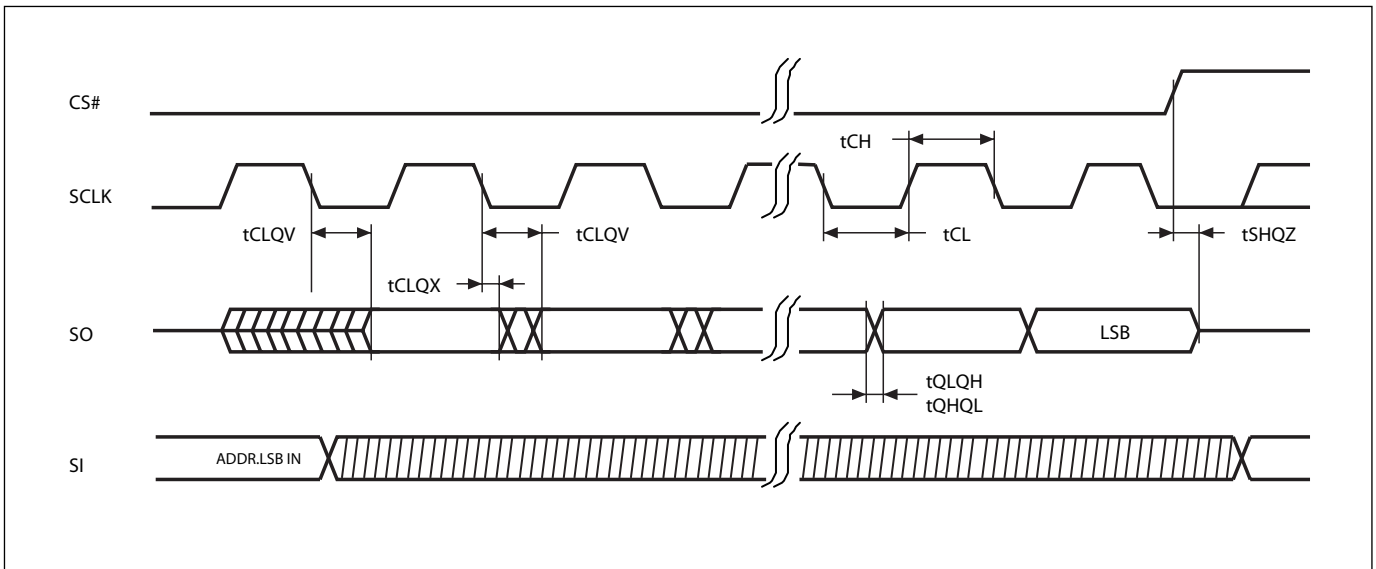 CS#
tCH
SCLK
tCLQV
tCLQV
tCL
tSHQZ
tCLQX
SO
LSB
tQLQH
tQHQL
SI
ADDR.LSB IN